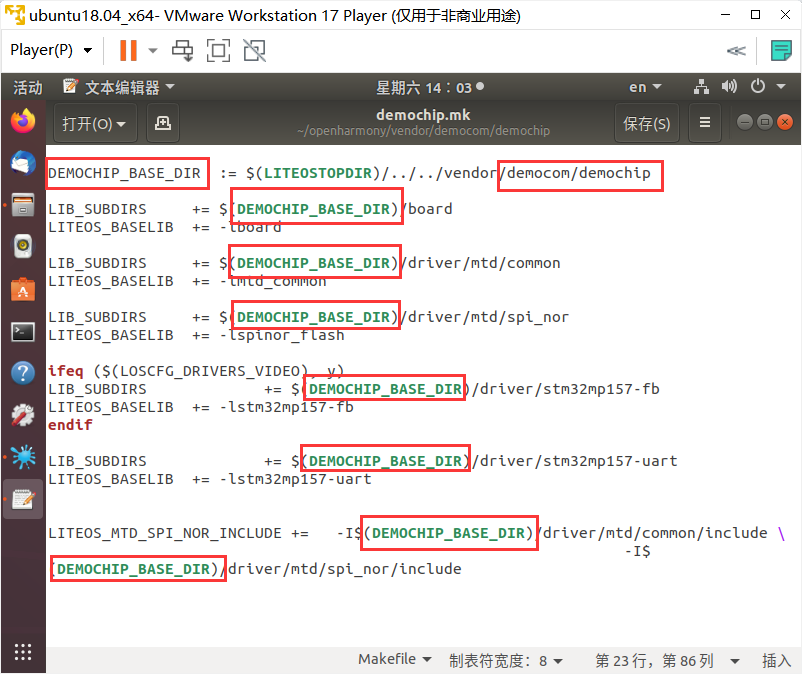 ubuntu18.04_x64- VMware Workstation 17 Player (仅用于非商业用途)
Player(P)
活动 文本编辑器 星期六 14：03 en
打开(O) demochip.mk 保存(S)
~/openharmony/vendor/democom/demochip
DEMOCHIP_BASE_DIR := $(LITEOSTOPDIR)/../../vendor/democom/demochip
LIB_SUBDIRS += $(DEMOCHIP_BASE_DIR)/board
LITEOS_BASELIB += -lboard
LIB_SUBDIRS += $(DEMOCHIP_BASE_DIR)/driver/mtd/common
LITEOS_BASELIB += -lmtd_common
LIB_SUBDIRS += $(DEMOCHIP_BASE_DIR)/driver/mtd/spi_nor
LITEOS_BASELIB += -lspinor_flash
ifeq ($(LOSCFG_DRIVERS_VIDEO), y)
LIB_SUBDIRS += $(DEMOCHIP_BASE_DIR)/driver/stm32mp157-fb
LITEOS_BASELIB += -lstm32mp157-fb
endif
LIB_SUBDIRS += $(DEMOCHIP_BASE_DIR)/driver/stm32mp157-uart
LITEOS_BASELIB += -lstm32mp157-uart
LITEOS_MTD_SPI_NOR_INCLUDE += -I$(DEMOCHIP_BASE_DIR)/driver/mtd/common/include \
-I$
(DEMOCHIP_BASE_DIR)/driver/mtd/spi_nor/include
Makefile 制表符宽度：8 第 23 行，第 86 列 插入